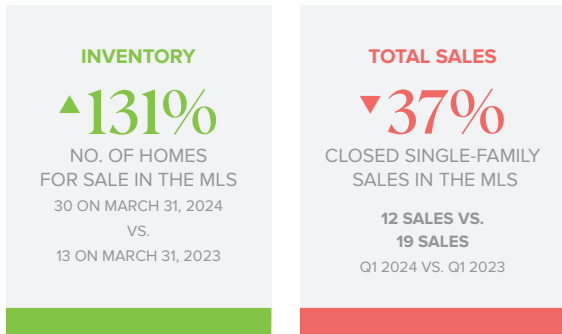 INVENTORY
▲131%
NO. OF HOMES
FOR SALE IN THE MLS
30 ON MARCH 31, 2024
VS.
13 ON MARCH 31, 2023
TOTAL SALES
▼37%
CLOSED SINGLE-FAMILY
SALES IN THE MLS
12 SALES VS.
19 SALES
Q1 2024 VS. Q1 2023